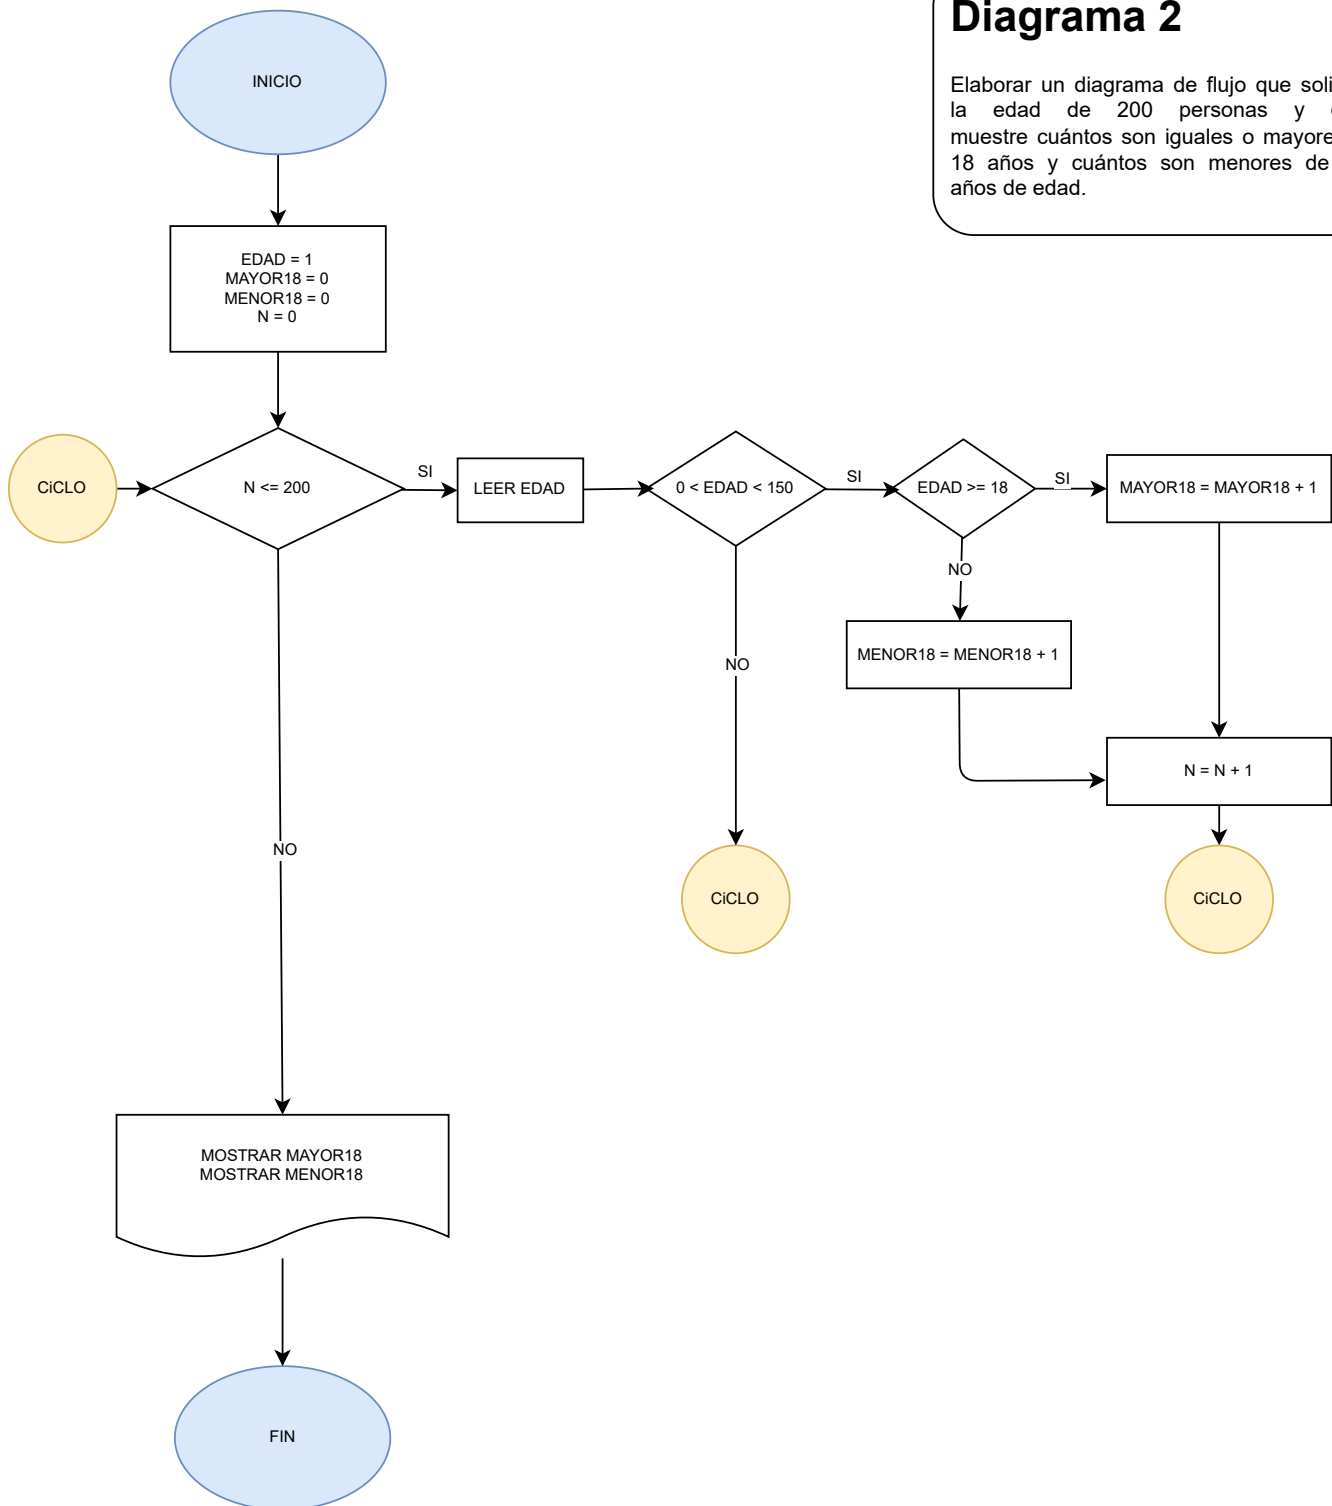 Diagrama 2
Elaborar un diagrama de flujo que soli
la edad de 200 personas y
muestre cuántos son iguales o mayore
18 años y cuántos son menores de
años de edad.
INICIO
EDAD = 1
MAYOR18 = 0
MENOR18 = 0
N = 0
CiCLO
N <= 200
SI
LEER EDAD
0 < EDAD < 150
SI
EDAD >= 18
SI
MAYOR18 = MAYOR18 + 1
NO
MENOR18 = MENOR18 + 1
NO
N = N + 1
NO
CiCLO
CiCLO
MOSTRAR MAYOR18
MOSTRAR MENOR18
FIN